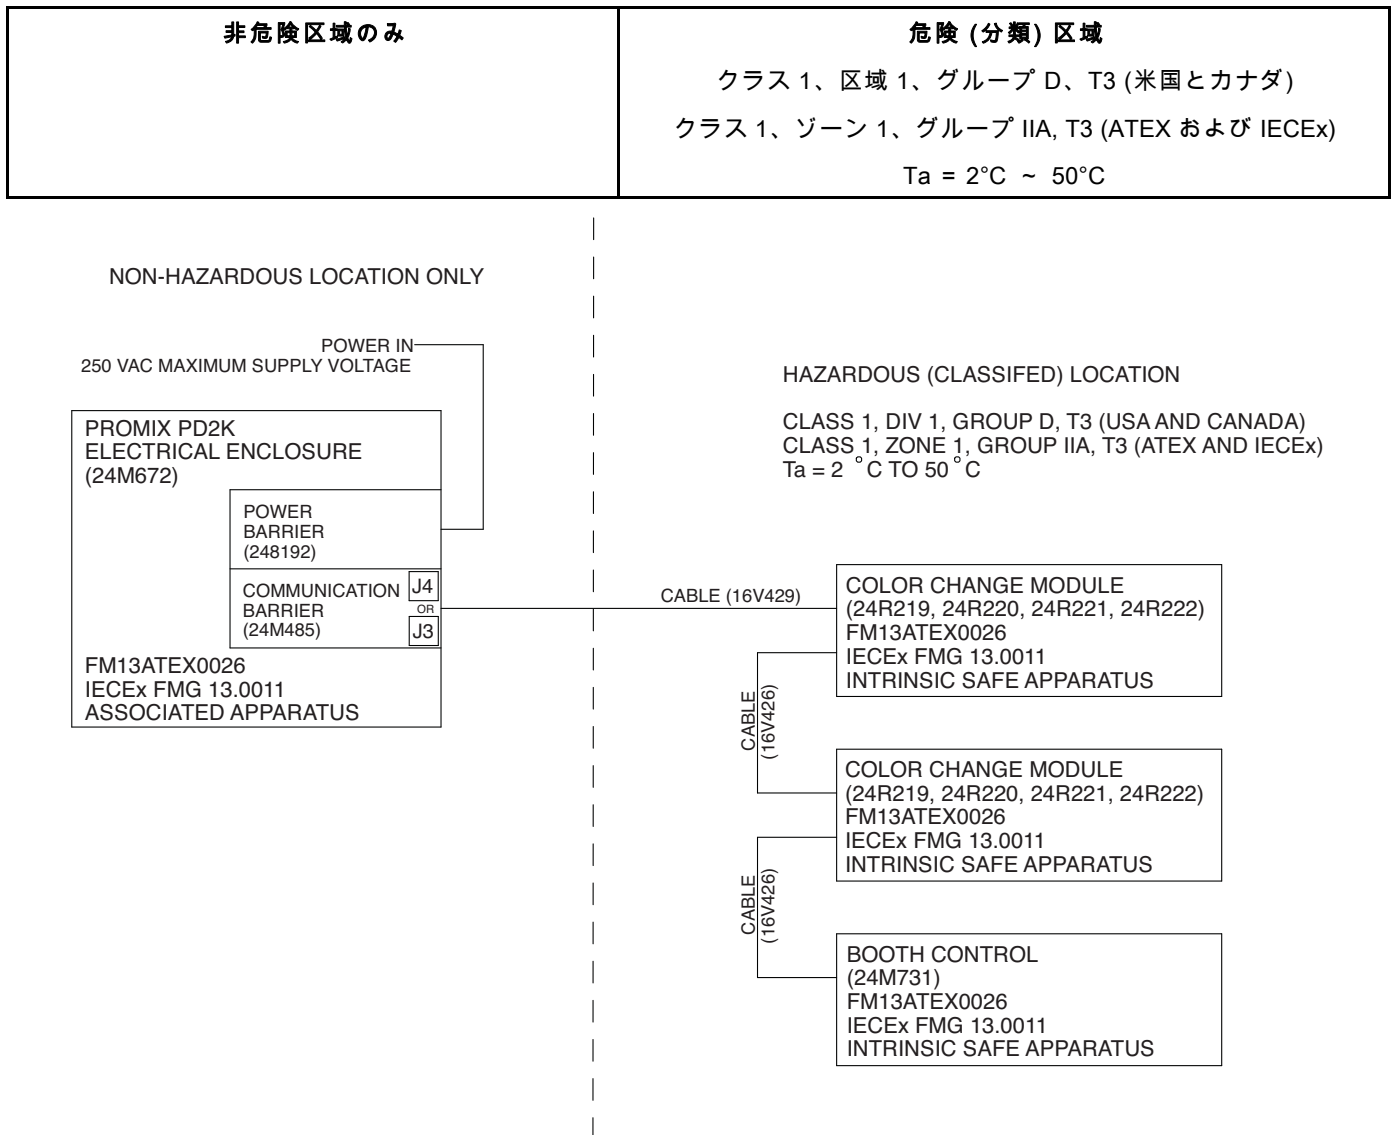 非危険区域のみ
危険 (分類) 区域
クラス 1、区域 1、グループ D、T3 (米国とカナダ)
クラス 1、ゾーン 1、グループ IIA, T3 (ATEX および IECEx)
Ta = 2°C ～ 50°C
NON-HAZARDOUS LOCATION ONLY
POWER IN
250 VAC MAXIMUM SUPPLY VOLTAGE
PROMIX PD2K
ELECTRICAL ENCLOSURE
(24M672)
POWER
BARRIER
(248192)
COMMUNICATION
BARRIER
(24M485)
J4
OR
J3
FM13ATEX0026
IECEx FMG 13.0011
ASSOCIATED APPARATUS
HAZARDOUS (CLASSIFED) LOCATION
CLASS 1, DIV 1, GROUP D, T3 (USA AND CANADA)
CLASS 1, ZONE 1, GROUP IIA, T3 (ATEX AND IECEx)
Ta = 2 °C TO 50 °C
CABLE (16V429)
COLOR CHANGE MODULE
(24R219, 24R220, 24R221, 24R222)
FM13ATEX0026
IECEx FMG 13.0011
INTRINSIC SAFE APPARATUS
CABLE
(16V426)
COLOR CHANGE MODULE
(24R219, 24R220, 24R221, 24R222)
FM13ATEX0026
IECEx FMG 13.0011
INTRINSIC SAFE APPARATUS
CABLE
(16V426)
BOOTH CONTROL
(24M731)
FM13ATEX0026
IECEx FMG 13.0011
INTRINSIC SAFE APPARATUS